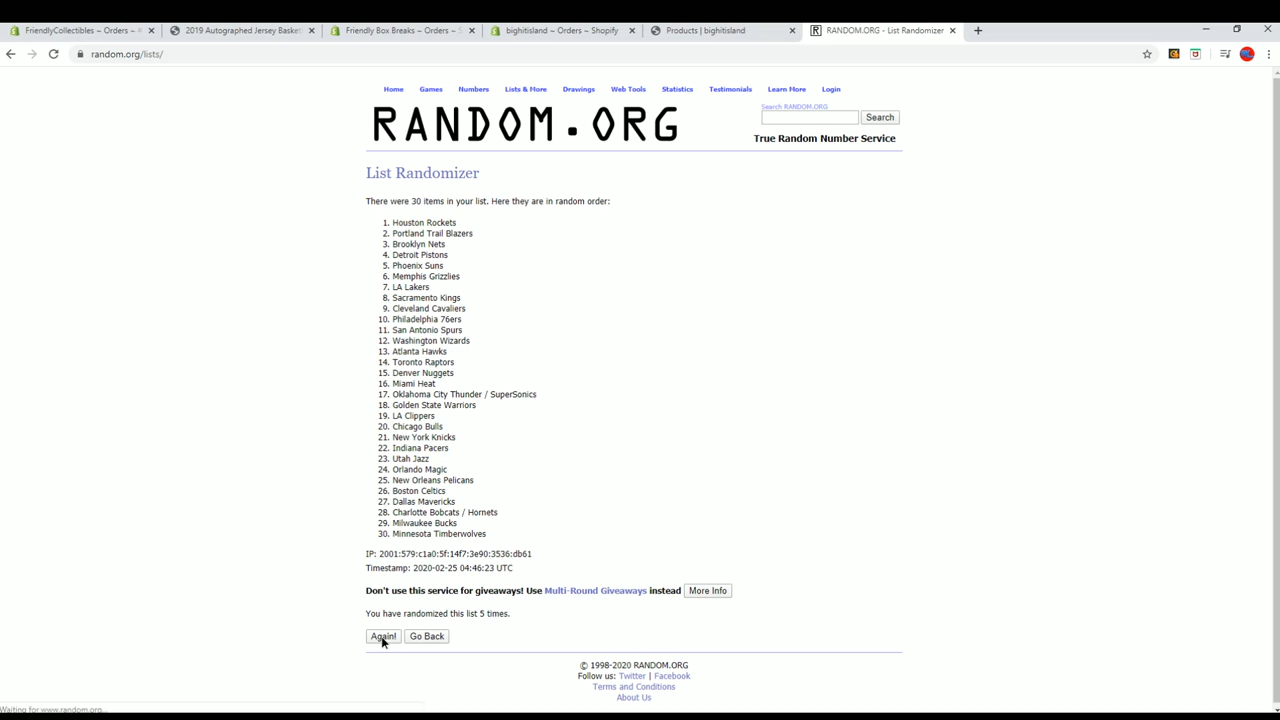 FriendlyCollectibles ~ Orders ~
2019 Autographed Jersey Basket
Friendly Box Breaks ~ Orders ~ S
bighitisland ~ Orders ~ Shopify
Products | bighitisland
RANDOM.ORG - List Randomizer
random.org/lists/
Home Games Numbers Lists & More Drawings Web Tools Statistics Testimonials Learn More Login
RANDOM.ORG
Search RANDOM.ORG
Search
True Random Number Service
List Randomizer
There were 30 items in your list. Here they are in random order:
1. Houston Rockets
2. Portland Trail Blazers
3. Brooklyn Nets
4. Detroit Pistons
5. Phoenix Suns
6. Memphis Grizzlies
7. LA Lakers
8. Sacramento Kings
9. Cleveland Cavaliers
10. Philadelphia 76ers
11. San Antonio Spurs
12. Washington Wizards
13. Atlanta Hawks
14. Toronto Raptors
15. Denver Nuggets
16. Miami Heat
17. Oklahoma City Thunder / SuperSonics
18. Golden State Warriors
19. LA Clippers
20. Chicago Bulls
21. New York Knicks
22. Indiana Pacers
23. Utah Jazz
24. Orlando Magic
25. New Orleans Pelicans
26. Boston Celtics
27. Dallas Mavericks
28. Charlotte Bobcats / Hornets
29. Milwaukee Bucks
30. Minnesota Timberwolves
IP: 2001:579:c1a0:5f:14f7:3e90:3536:db61
Timestamp: 2020-02-25 04:46:23 UTC
Don't use this service for giveaways! Use Multi-Round Giveaways instead More Info
You have randomized this list 5 times.
Again! Go Back
© 1998-2020 RANDOM.ORG
Follow us: Twitter | Facebook
Terms and Conditions
About Us
Waiting for www.random.org...